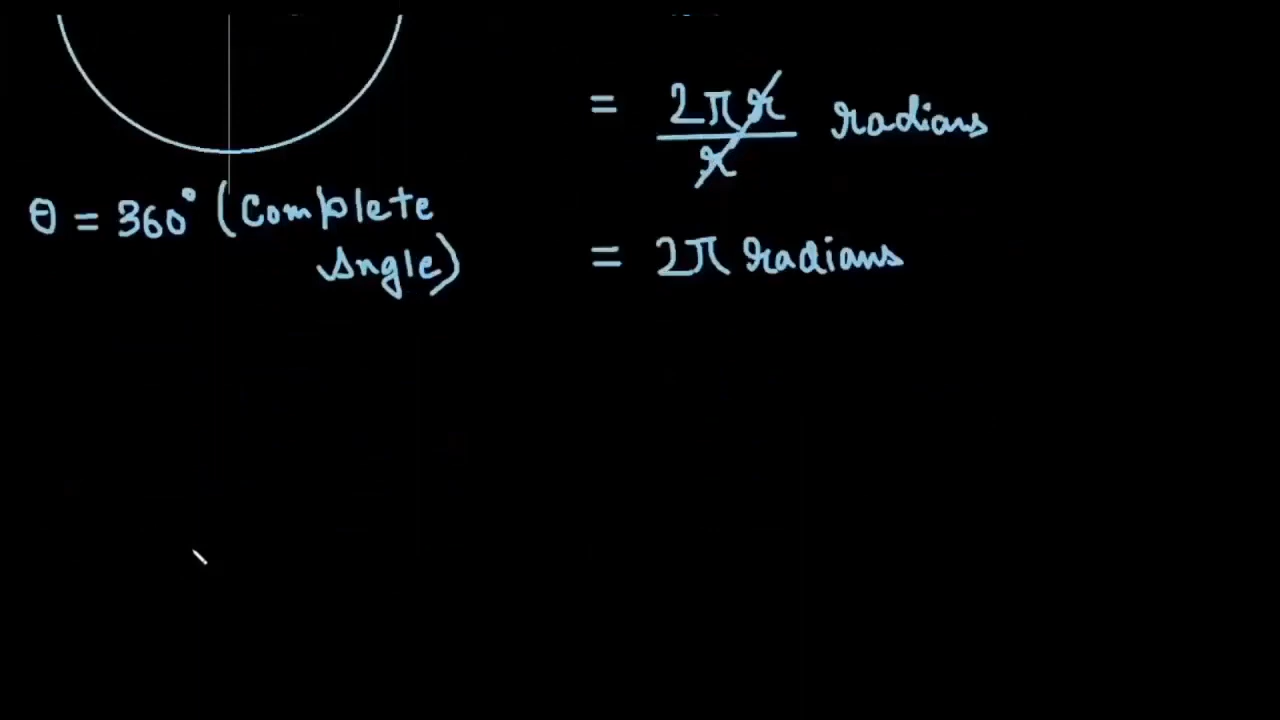 θ = 360° (Complete
Angle)
= 2πr/r radians
= 2π radians